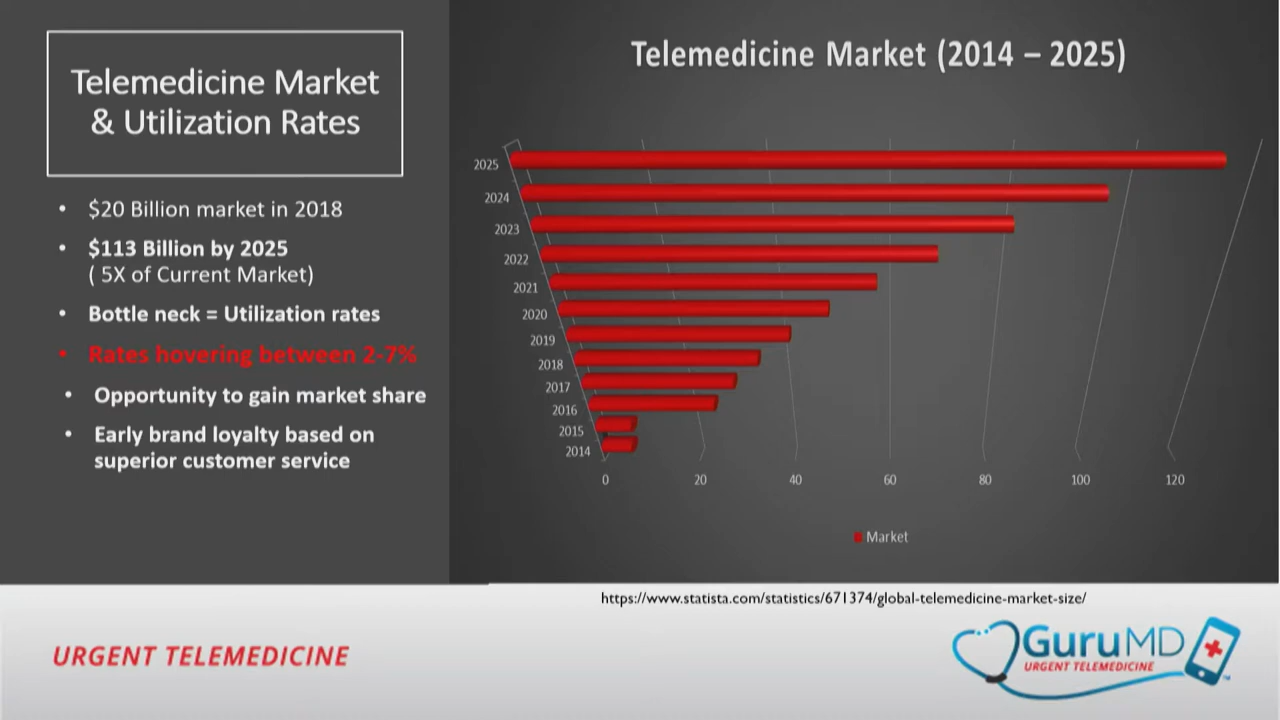 Telemedicine Market
& Utilization Rates
• $20 Billion market in 2018
• $113 Billion by 2025
( 5X of Current Market)
• Bottle neck = Utilization rates
• Rates hovering between 2-7%
• Opportunity to gain market share
• Early brand loyalty based on
superior customer service
Telemedicine Market (2014 – 2025)
2025
2024
2023
2022
2021
2020
2019
2018
2017
2016
2015
2014
0 20 40 60 80 100 120
Market
https://www.statista.com/statistics/671374/global-telemedicine-market-size/
URGENT TELEMEDICINE
GuruMD
URGENT TELEMEDICINE
™